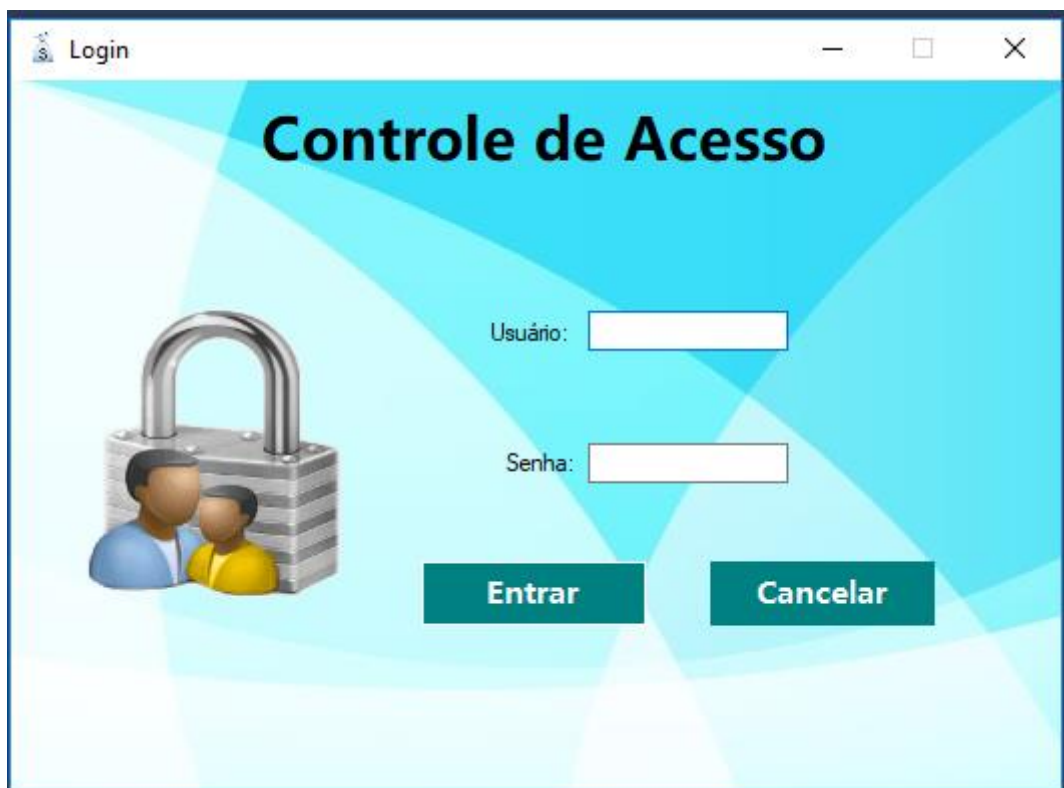 Login
Controle de Acesso
Usuário:
Senha:
Entrar Cancelar